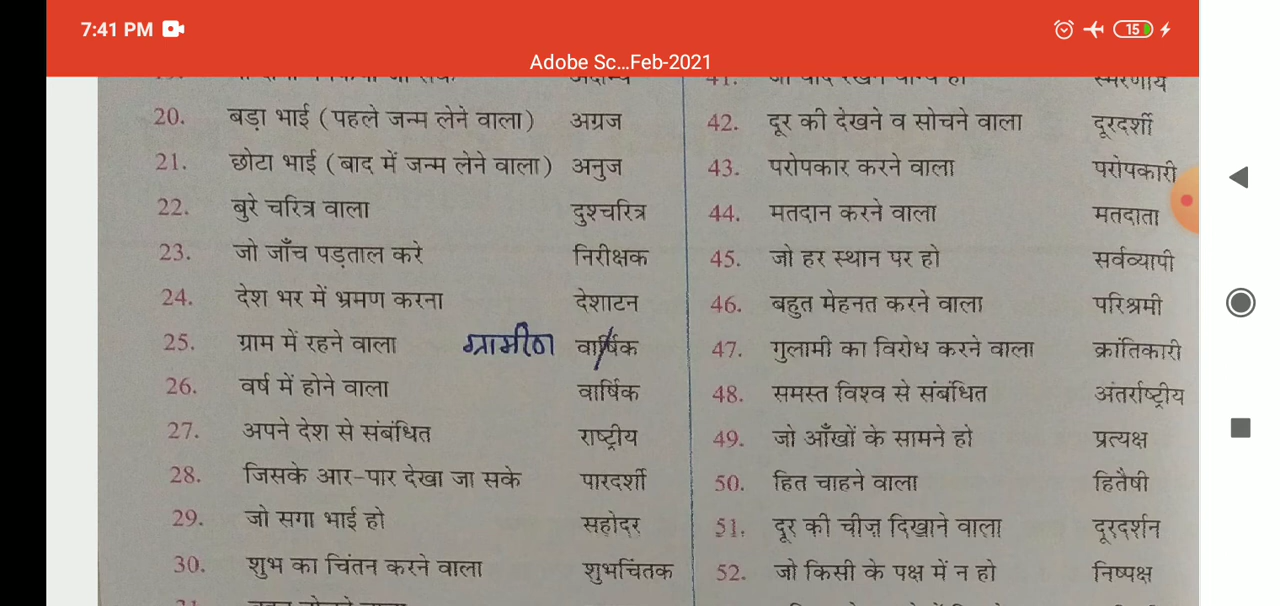 7:41 PM
15
Adobe Sc...Feb-2021
20. बड़ा भाई (पहले जन्म लेने वाला) अग्रज
21. छोटा भाई (बाद में जन्म लेने वाला) अनुज
22. बुरे चरित्र वाला दुश्चरित्र
23. जो जाँच पड़ताल करे निरीक्षक
24. देश भर में भ्रमण करना देशाटन
25. ग्राम में रहने वाला ग्रामीण वार्षिक
26. वर्ष में होने वाला वार्षिक
27. अपने देश से संबंधित राष्ट्रीय
28. जिसके आर-पार देखा जा सके पारदर्शी
29. जो सगा भाई हो सहोदर
30. शुभ का चिंतन करने वाला शुभचिंतक
41. जो याद रखने योग्य हो स्मरणीय
42. दूर की देखने व सोचने वाला दूरदर्शी
43. परोपकार करने वाला परोपकारी
44. मतदान करने वाला मतदाता
45. जो हर स्थान पर हो सर्वव्यापी
46. बहुत मेहनत करने वाला परिश्रमी
47. गुलामी का विरोध करने वाला क्रांतिकारी
48. समस्त विश्व से संबंधित अंतर्राष्ट्रीय
49. जो आँखों के सामने हो प्रत्यक्ष
50. हित चाहने वाला हितैषी
51. दूर की चीज़ दिखाने वाला दूरदर्शन
52. जो किसी के पक्ष में न हो निष्पक्ष